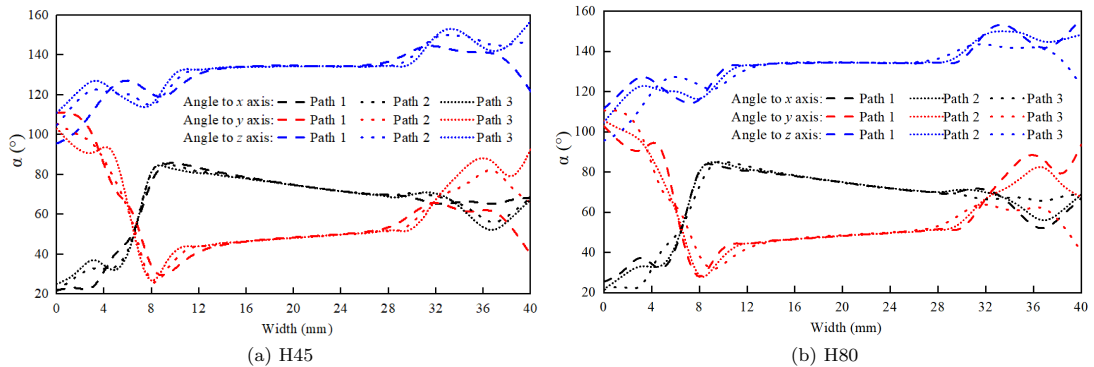 160
140
120
100
80
60
40
20
α (°)
Angle to x axis: Path 1 Path 2 Path 3
Angle to y axis: Path 1 Path 2 Path 3
Angle to z axis: Path 1 Path 2 Path 3
0 4 8 12 16 20 24 28 32 36 40
Width (mm)
(a) H45
160
140
120
100
80
60
40
20
α (°)
Angle to x axis: Path 1 Path 2 Path 3
Angle to y axis: Path 1 Path 2 Path 3
Angle to z axis: Path 1 Path 2 Path 3
0 4 8 12 16 20 24 28 32 36 40
Width (mm)
(b) H80